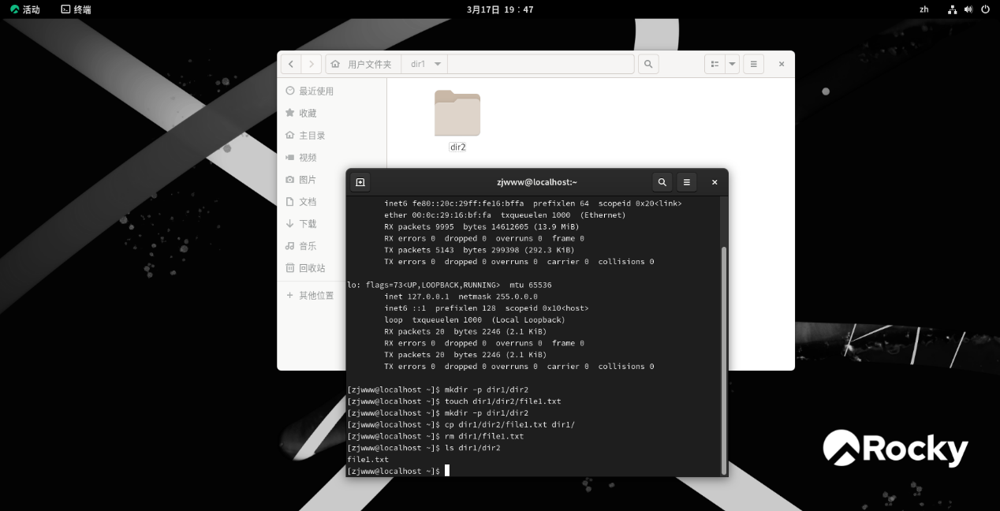 活动
终端
3月17日 19：47
zh
用户文件夹
dir1
最近使用
收藏
主目录
视频
图片
文档
下载
音乐
回收站
其他位置
dir2
zjwww@localhost:~
inet6 fe80::20c:29ff:fe16:bffa  prefixlen 64  scopeid 0x20<link>
ether 00:0c:29:16:bf:fa  txqueuelen 1000  (Ethernet)
RX packets 9995  bytes 14612605 (13.9 MiB)
RX errors 0  dropped 0  overruns 0  frame 0
TX packets 5143  bytes 299398 (292.3 KiB)
TX errors 0  dropped 0 overruns 0  carrier 0  collisions 0
lo: flags=73<UP,LOOPBACK,RUNNING>  mtu 65536
inet 127.0.0.1  netmask 255.0.0.0
inet6 ::1  prefixlen 128  scopeid 0x10<host>
loop  txqueuelen 1000  (Local Loopback)
RX packets 20  bytes 2246 (2.1 KiB)
RX errors 0  dropped 0  overruns 0  frame 0
TX packets 20  bytes 2246 (2.1 KiB)
TX errors 0  dropped 0 overruns 0  carrier 0  collisions 0
[zjwww@localhost ~]$ mkdir -p dir1/dir2
[zjwww@localhost ~]$ touch dir1/dir2/file1.txt
[zjwww@localhost ~]$ mkdir -p dir1/dir2
[zjwww@localhost ~]$ cp dir1/dir2/file1.txt dir1/
[zjwww@localhost ~]$ rm dir1/file1.txt
[zjwww@localhost ~]$ ls dir1/dir2
file1.txt
[zjwww@localhost ~]$
Rocky